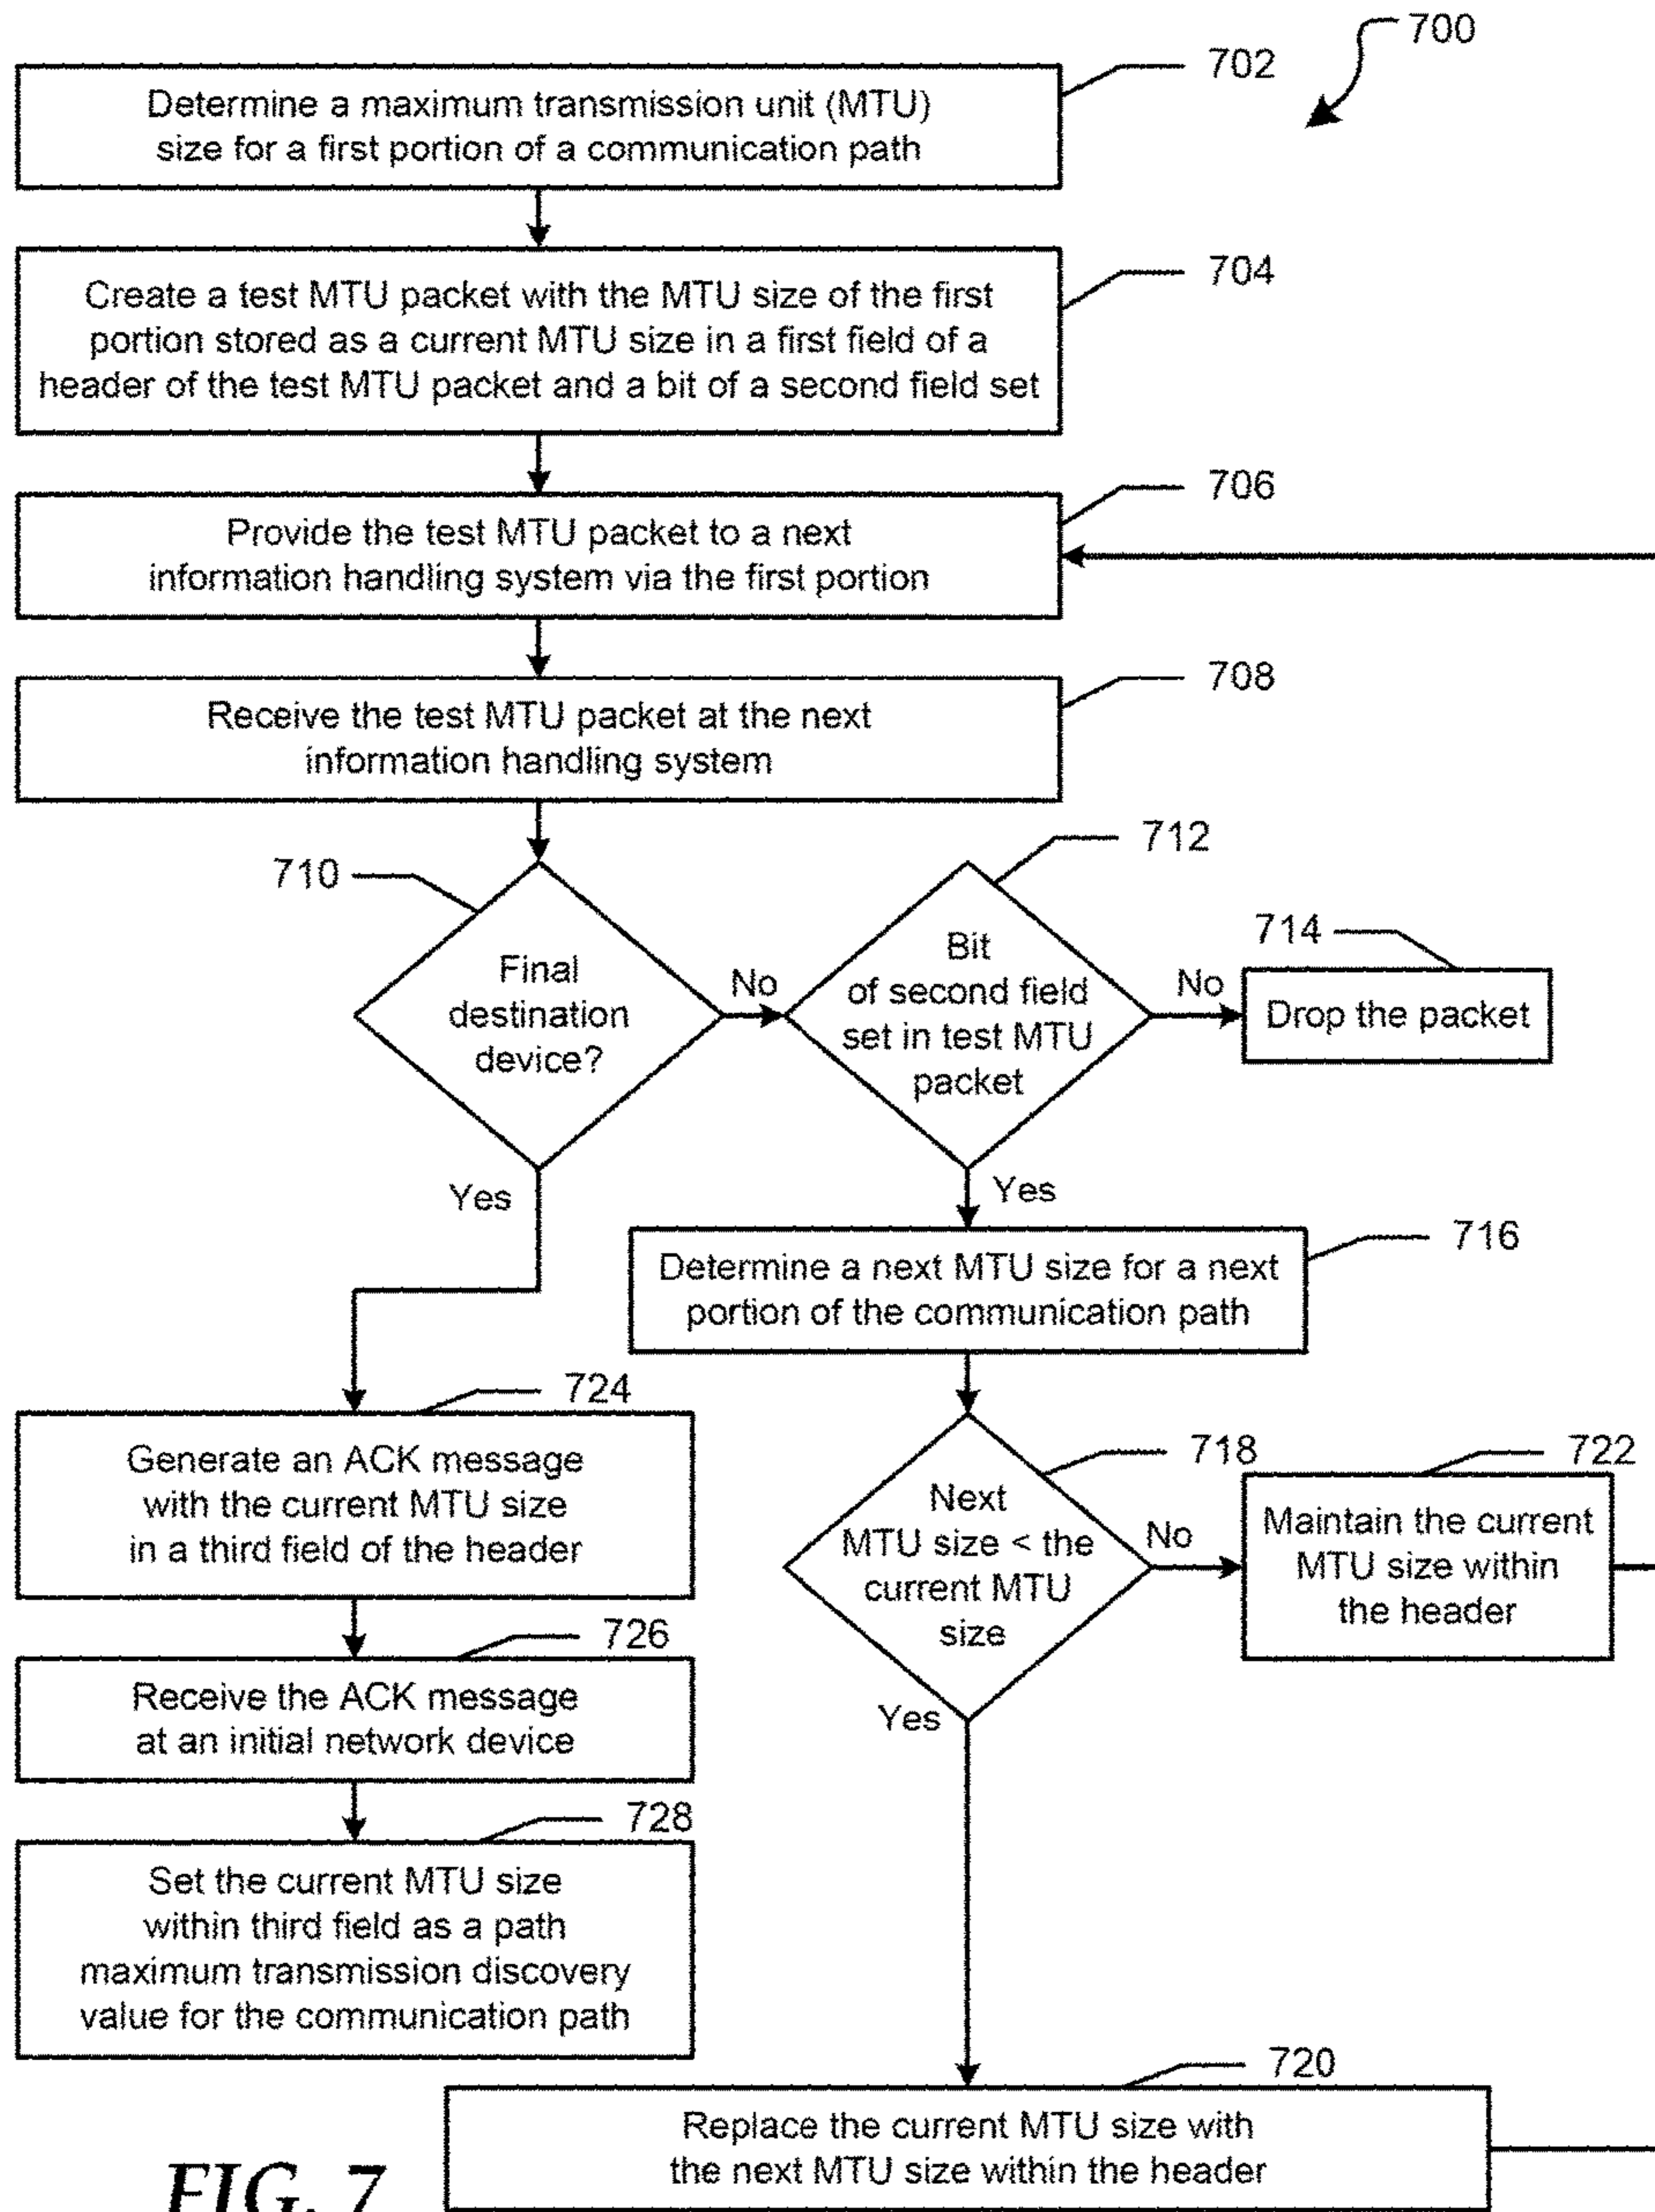 700
702
Determine a maximum transmission unit (MTU)
size for a first portion of a communication path
704
Create a test MTU packet with the MTU size of the first
portion stored as a current MTU size in a first field of a
header of the test MTU packet and a bit of a second field set
706
Provide the test MTU packet to a next
information handling system via the first portion
708
Receive the test MTU packet at the next
information handling system
710
Final
destination
device?
No
Yes
712
Bit
of second field
set in test MTU
packet
No
Yes
714
Drop the packet
716
Determine a next MTU size for a next
portion of the communication path
718
Next
MTU size < the
current MTU
size
No
Yes
722
Maintain the current
MTU size within
the header
724
Generate an ACK message
with the current MTU size
in a third field of the header
726
Receive the ACK message
at an initial network device
728
Set the current MTU size
within third field as a path
maximum transmission discovery
value for the communication path
720
Replace the current MTU size with
the next MTU size within the header
FIG. 7